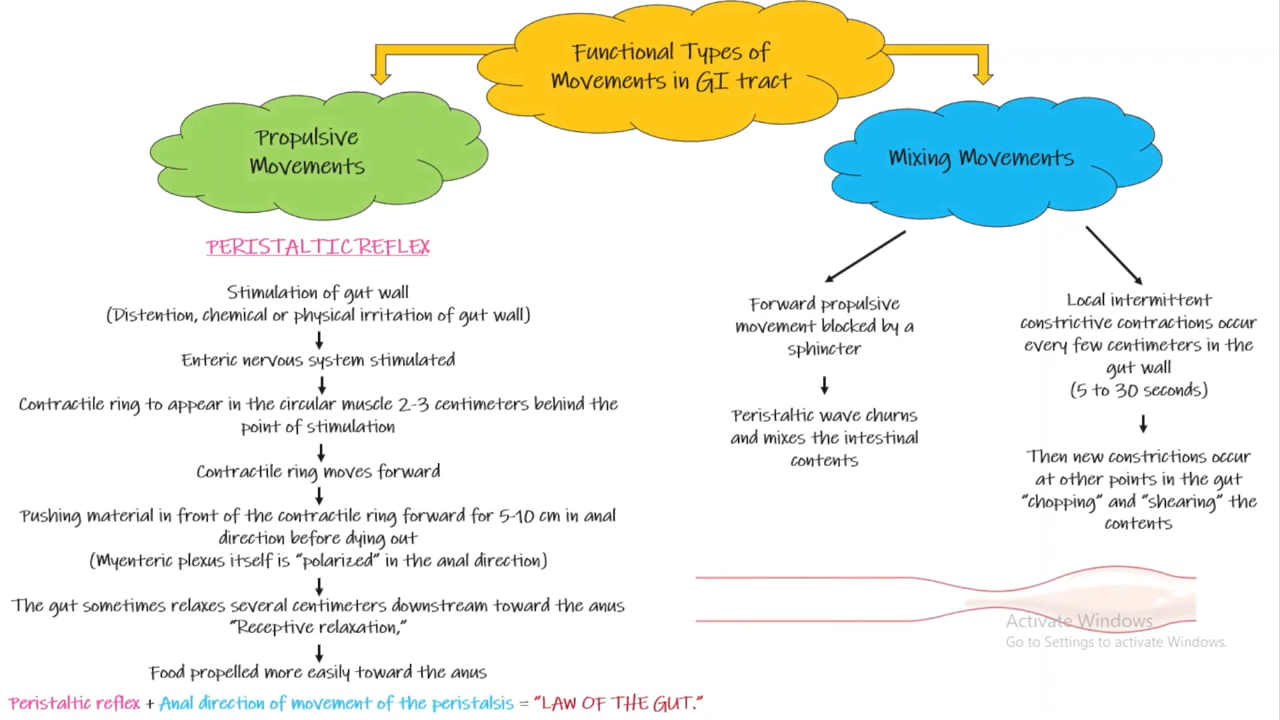 Functional Types of
Movements in GI tract
Propulsive
Movements
Mixing Movements
PERISTALTIC REFLEX
Stimulation of gut wall
(Distention, chemical or physical irritation of gut wall)
Enteric nervous system stimulated
Contractile ring to appear in the circular muscle 2-3 centimeters behind the
point of stimulation
Contractile ring moves forward
Pushing material in front of the contractile ring forward for 5-10 cm in anal
direction before dying out
(Myenteric plexus itself is "polarized" in the anal direction)
The gut sometimes relaxes several centimeters downstream toward the anus
"Receptive relaxation,"
Food propelled more easily toward the anus
Peristaltic reflex + Anal direction of movement of the peristalsis = "LAW OF THE GUT."
Forward propulsive
movement blocked by a
sphincter
Peristaltic wave churns
and mixes the intestinal
contents
Local intermittent
constrictive contractions occur
every few centimeters in the
gut wall
(5 to 30 seconds)
Then new constrictions occur
at other points in the gut
"chopping" and "shearing" the
contents
Activate Windows
Go to Settings to activate Windows.